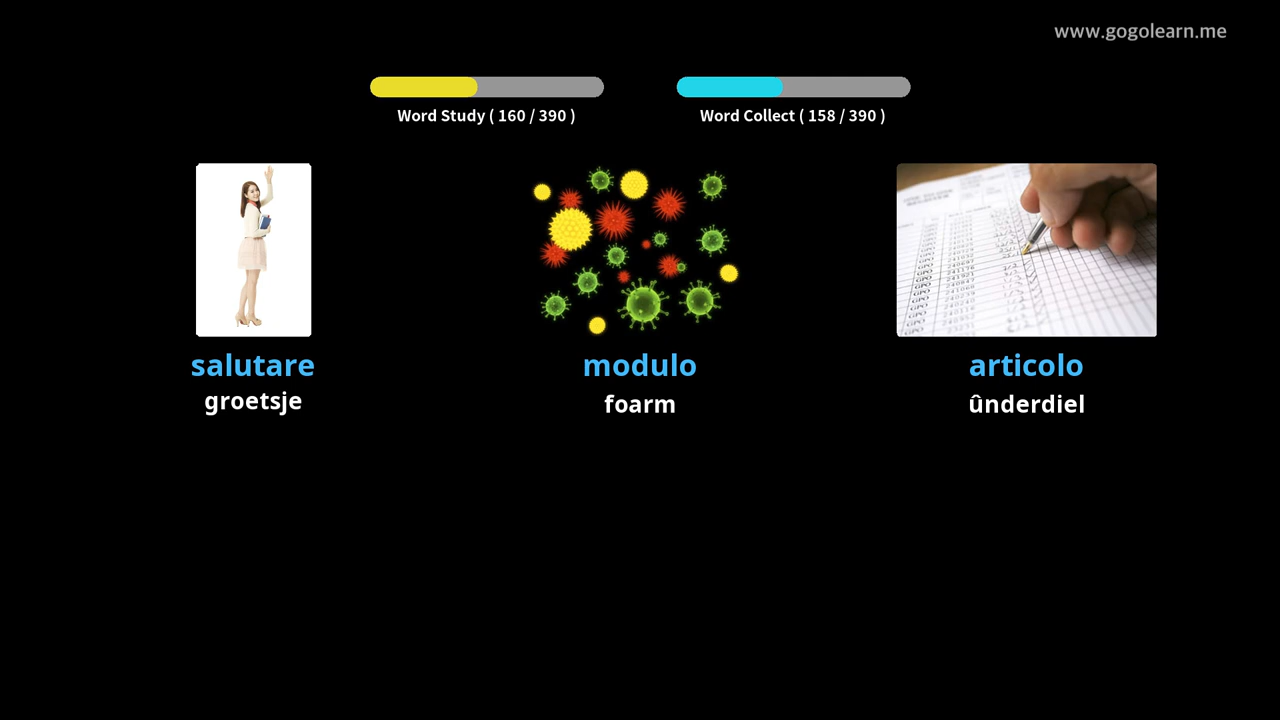 www.gogolearn.me
Word Study ( 160 / 390 )
Word Collect ( 158 / 390 )
salutare
groetsje
modulo
foarm
articolo
ûnderdiel